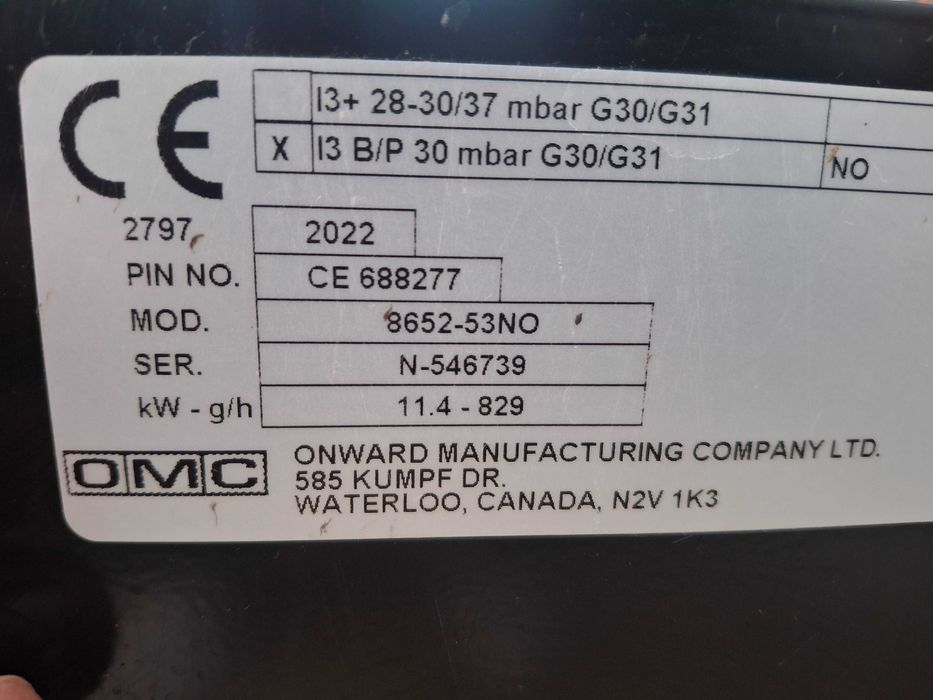 CE
I3+ 28-30/37 mbar G30/G31
X I3 B/P 30 mbar G30/G31 NO
2797 2022
PIN NO. CE 688277
MOD. 8652-53NO
SER. N-546739
kW - g/h 11.4 - 829
OMC
ONWARD MANUFACTURING COMPANY LTD.
585 KUMPF DR.
WATERLOO, CANADA, N2V 1K3